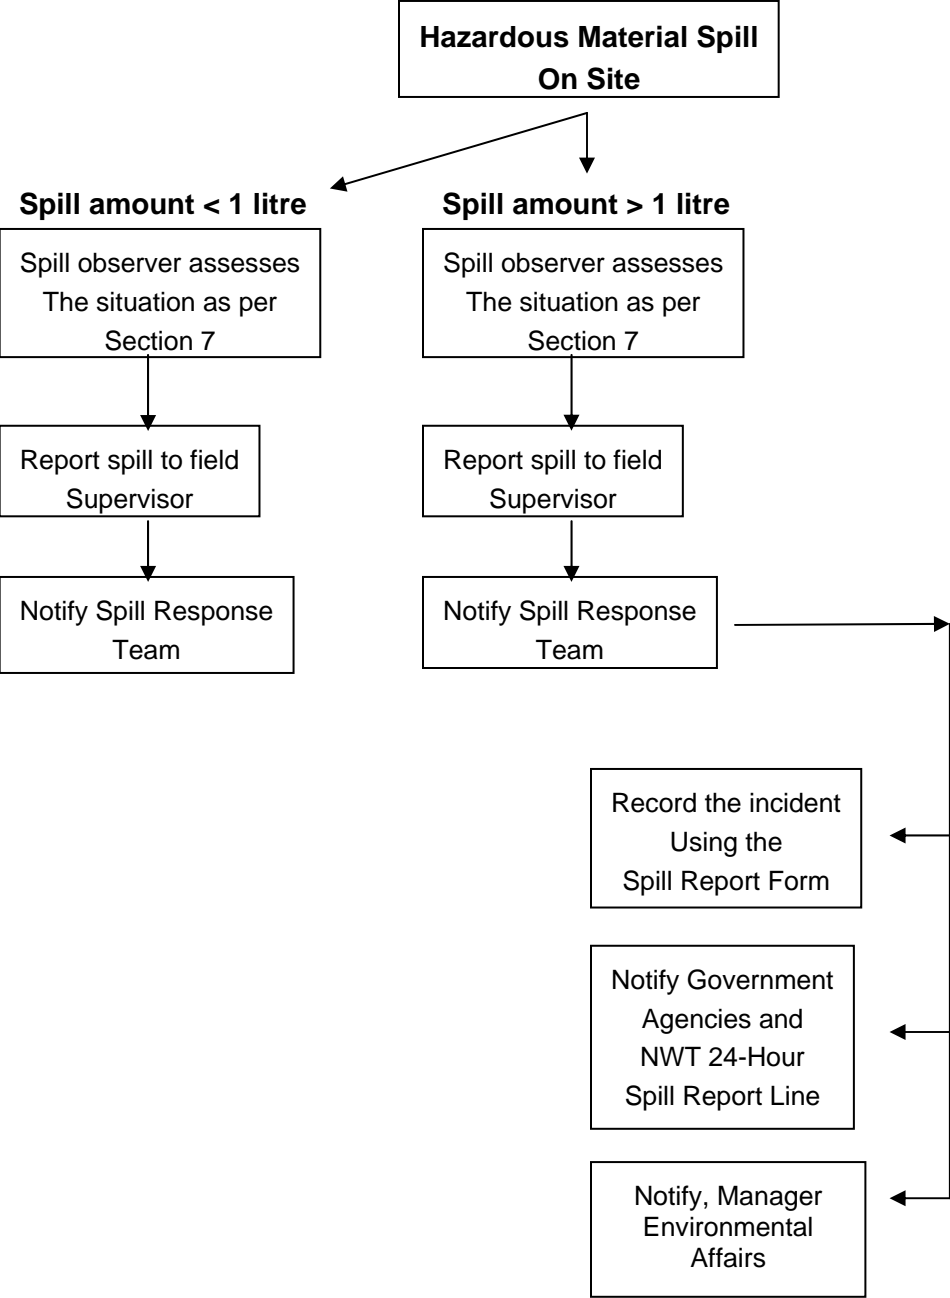 Hazardous Material Spill
On Site
Spill amount < 1 litre
Spill observer assesses
The situation as per
Section 7
Report spill to field
Supervisor
Notify Spill Response
Team
Spill amount > 1 litre
Spill observer assesses
The situation as per
Section 7
Report spill to field
Supervisor
Notify Spill Response
Team
Record the incident
Using the
Spill Report Form
Notify Government
Agencies and
NWT 24-Hour
Spill Report Line
Notify, Manager
Environmental
Affairs